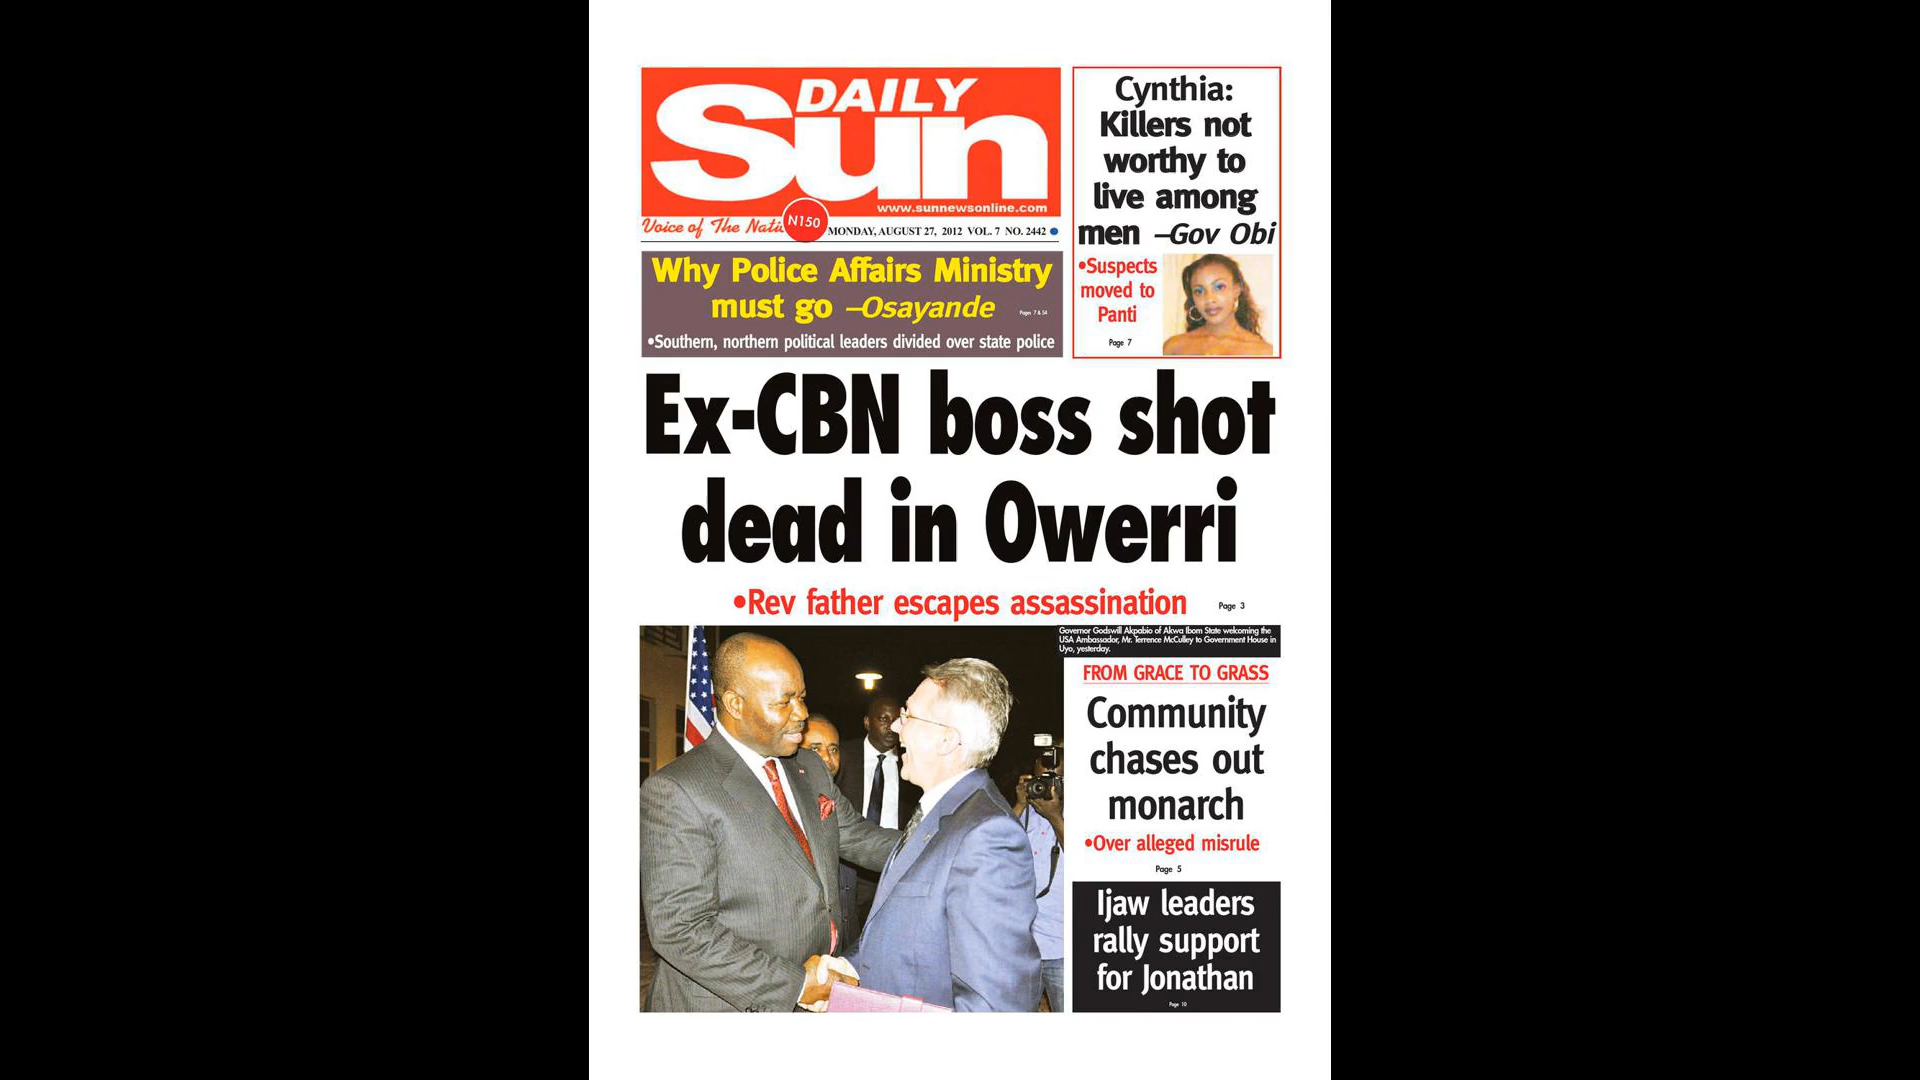 DAILY
Sun
www.sunnewsonline.com
Voice of The Nati
N150
MONDAY, AUGUST 27, 2012 VOL. 7 NO. 2442
Cynthia:
Killers not
worthy to
live among
men –Gov Obi
•Suspects
moved to
Panti
Page 7
Why Police Affairs Ministry
must go –Osayande
Pages 7 & 54
•Southern, northern political leaders divided over state police
Ex-CBN boss shot
dead in Owerri
•Rev father escapes assassination
Page 3
Governor Godswill Akpabio of Akwa Ibom State welcoming the
USA Ambassador, Mr. Terrence McCulley to Government House in
Uyo, yesterday.
FROM GRACE TO GRASS
Community
chases out
monarch
•Over alleged misrule
Page 5
Ijaw leaders
rally support
for Jonathan
Page 10